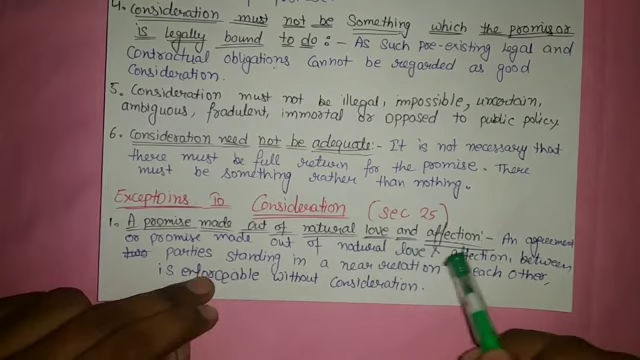 4. Consideration must not be Something which the promisor
is legally bound to do :- As such pre-existing legal and
contractual obligations cannot be regarded as good
consideration.
5. Consideration must not be illegal, impossible, uncertain,
ambiguous, fradulent, immortal or opposed to public policy.
6. Consideration need not be adequate:- It is not necessary that
there must be full return for the promise. There
must be something rather than nothing.
Exceptoins To Consideration (Sec 25)
1. A promise made out of natural love and affection:- An agreement
or promise made out of natural love & affection, between
parties standing in a near relation each other,
is enforceable without consideration.